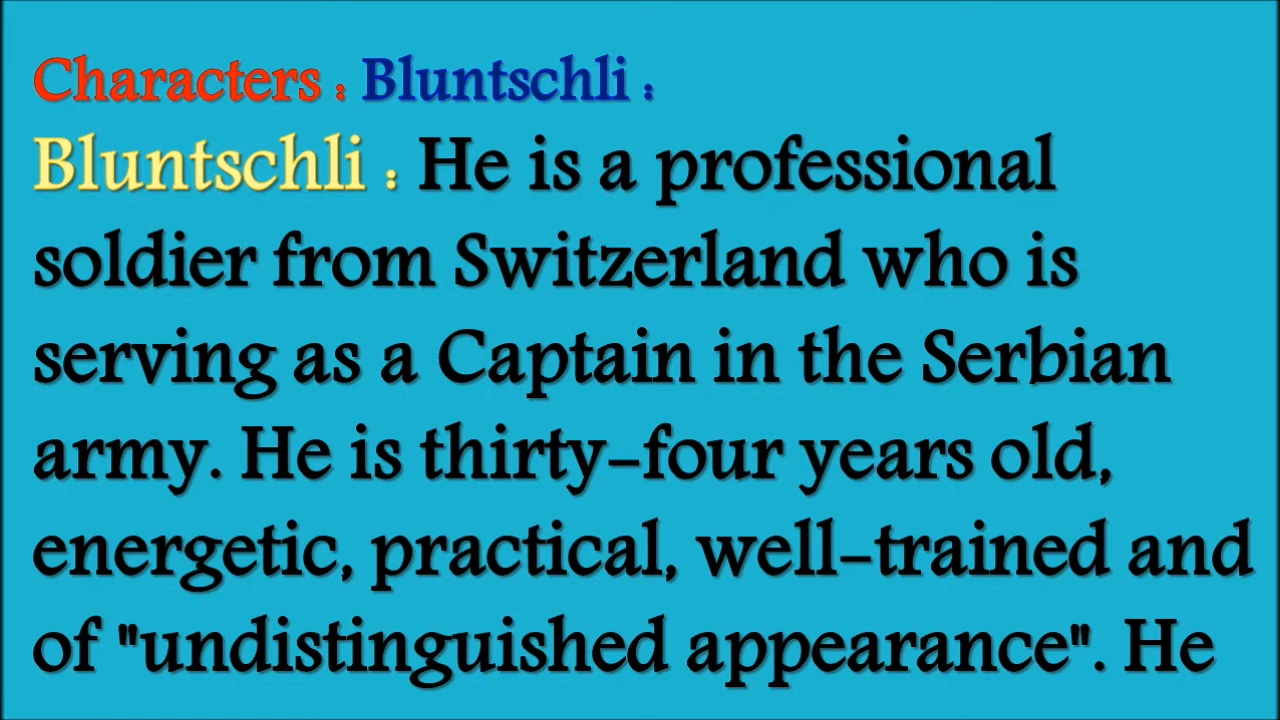 Characters : Bluntschli :
Bluntschli : He is a professional
soldier from Switzerland who is
serving as a Captain in the Serbian
army. He is thirty-four years old,
energetic, practical, well-trained and
of "undistinguished appearance". He